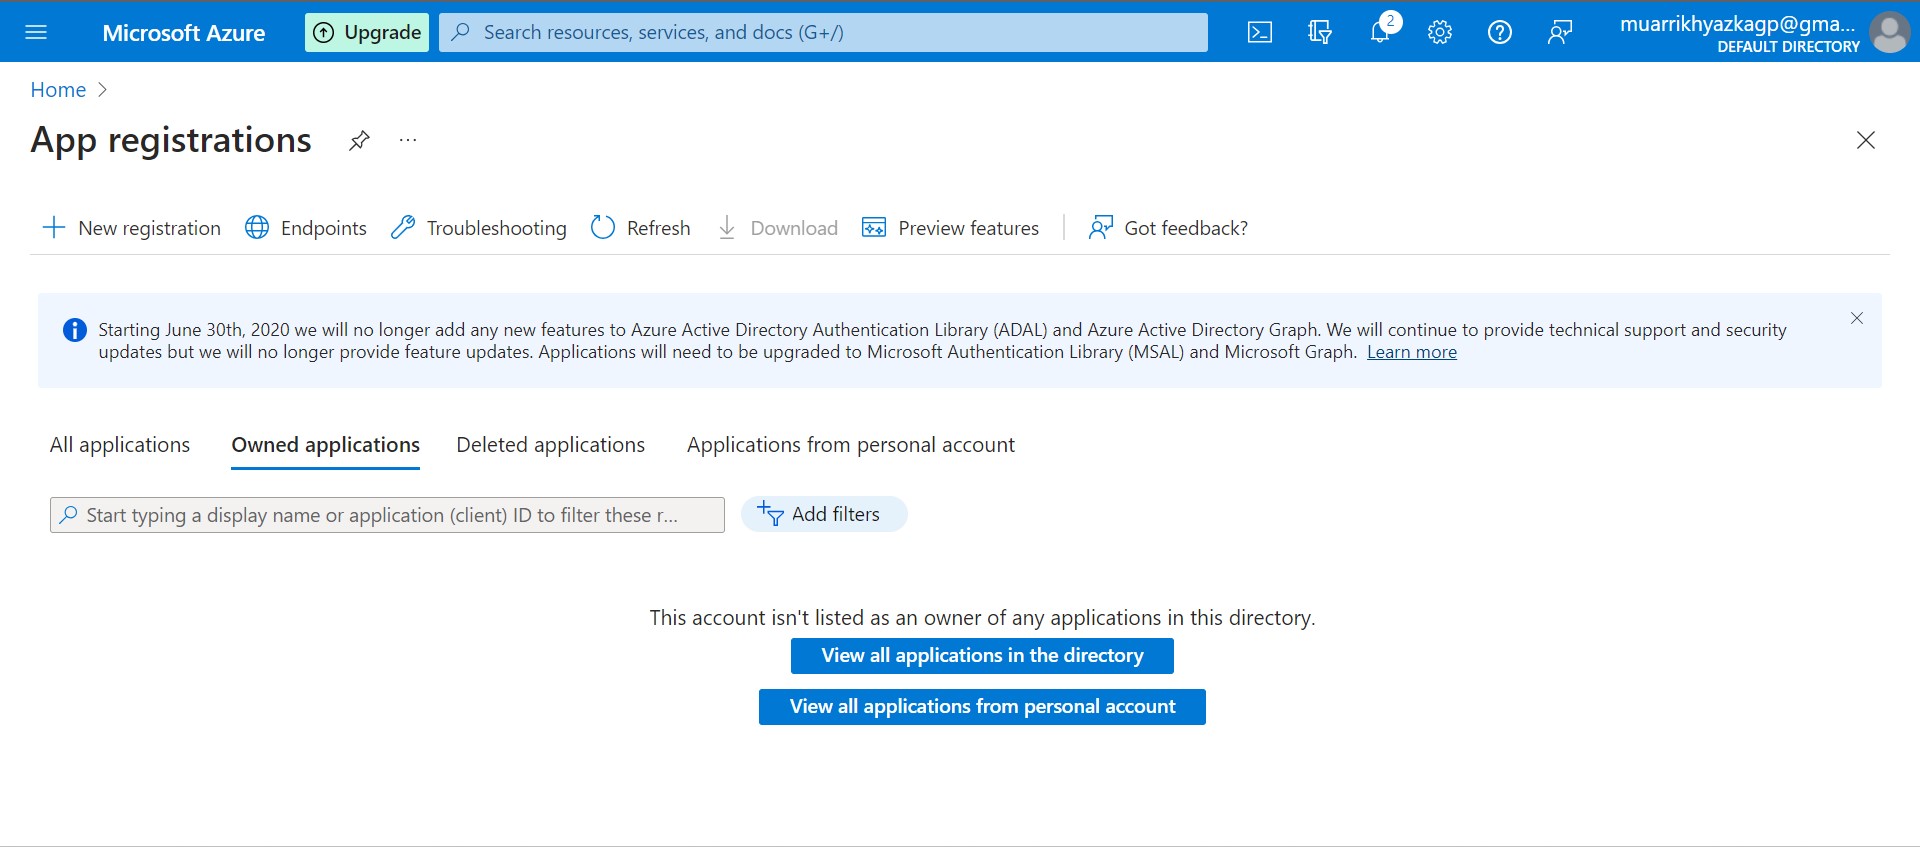 Microsoft Azure
Upgrade
Search resources, services, and docs (G+/)
2
muarrikhyazkagp@gma...
DEFAULT DIRECTORY
Home
App registrations
New registration
Endpoints
Troubleshooting
Refresh
Download
Preview features
Got feedback?
Starting June 30th, 2020 we will no longer add any new features to Azure Active Directory Authentication Library (ADAL) and Azure Active Directory Graph. We will continue to provide technical support and security
updates but we will no longer provide feature updates. Applications will need to be upgraded to Microsoft Authentication Library (MSAL) and Microsoft Graph. Learn more
All applications
Owned applications
Deleted applications
Applications from personal account
Start typing a display name or application (client) ID to filter these r...
Add filters
This account isn't listed as an owner of any applications in this directory.
View all applications in the directory
View all applications from personal account